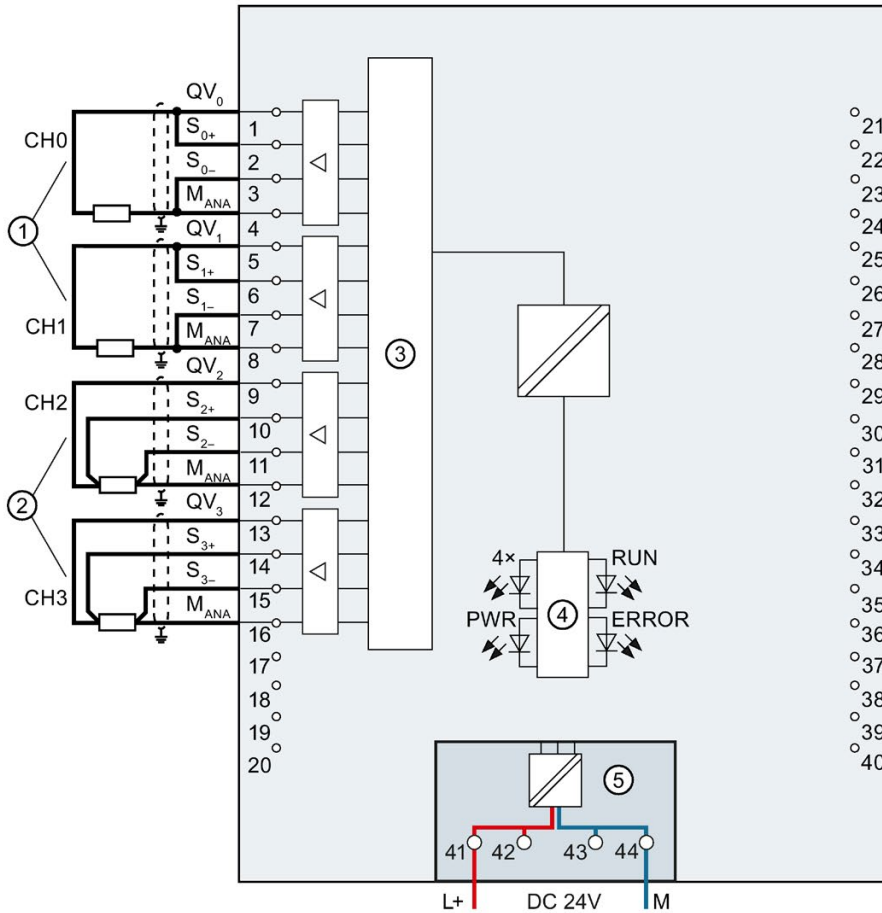 QV0
S0+
CH0
S0–
MANA
1
2
3
4
①
QV1
S1+
S1–
CH1
MANA
5
6
7
8
QV2
CH2
S2+
S2–
MANA
9
10
11
12
②
QV3
S3+
S3–
CH3
MANA
13
14
15
16
17
18
19
20
③
4× RUN
④
PWR ERROR
⑤
41 42 43 44
L+ DC 24V M
21
22
23
24
25
26
27
28
29
30
31
32
33
34
35
36
37
38
39
40